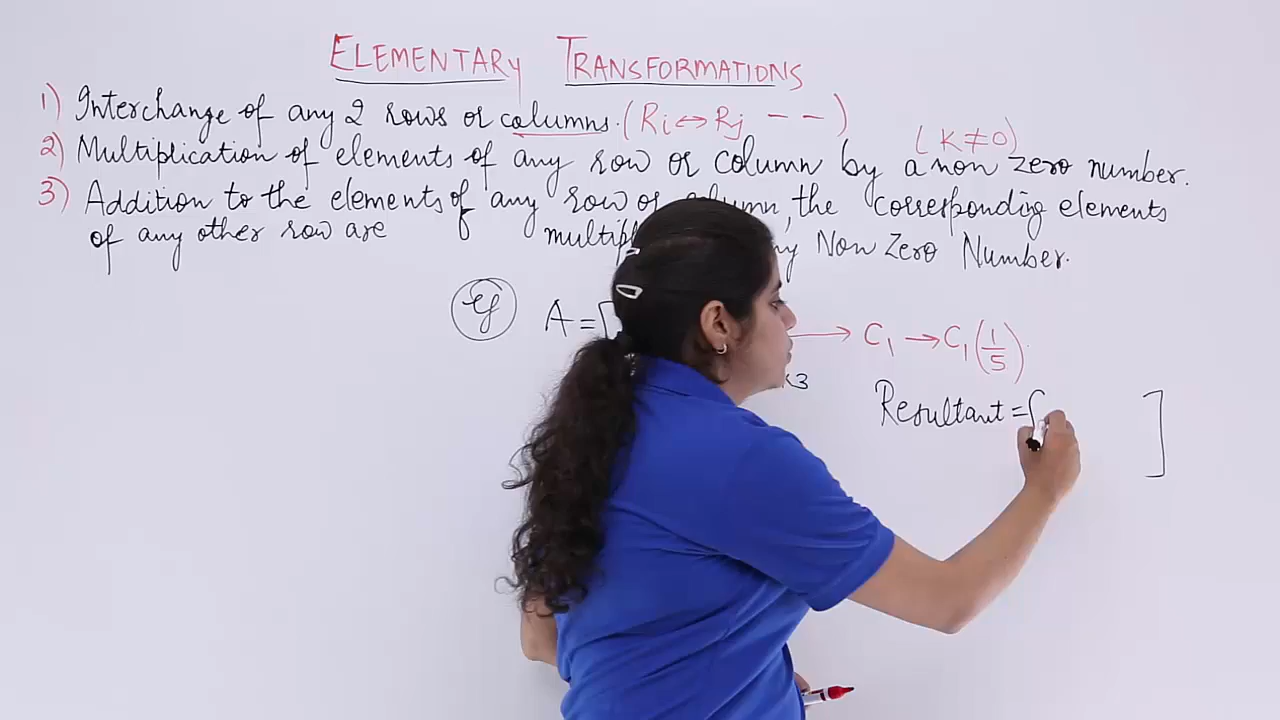 ELEMENTARY TRANSFORMATIONS
1) Interchange of any 2 rows or columns. (Ri ↔ Rj - - )
(K ≠ 0)
2) Multiplication of elements of any row or column by a non zero number.
3) Addition to the elements of any row or column, the corresponding elements
of any other row are Non Zero Number.
eg A = [ → C1 → C1 (1/5).
Resultant = [ ]